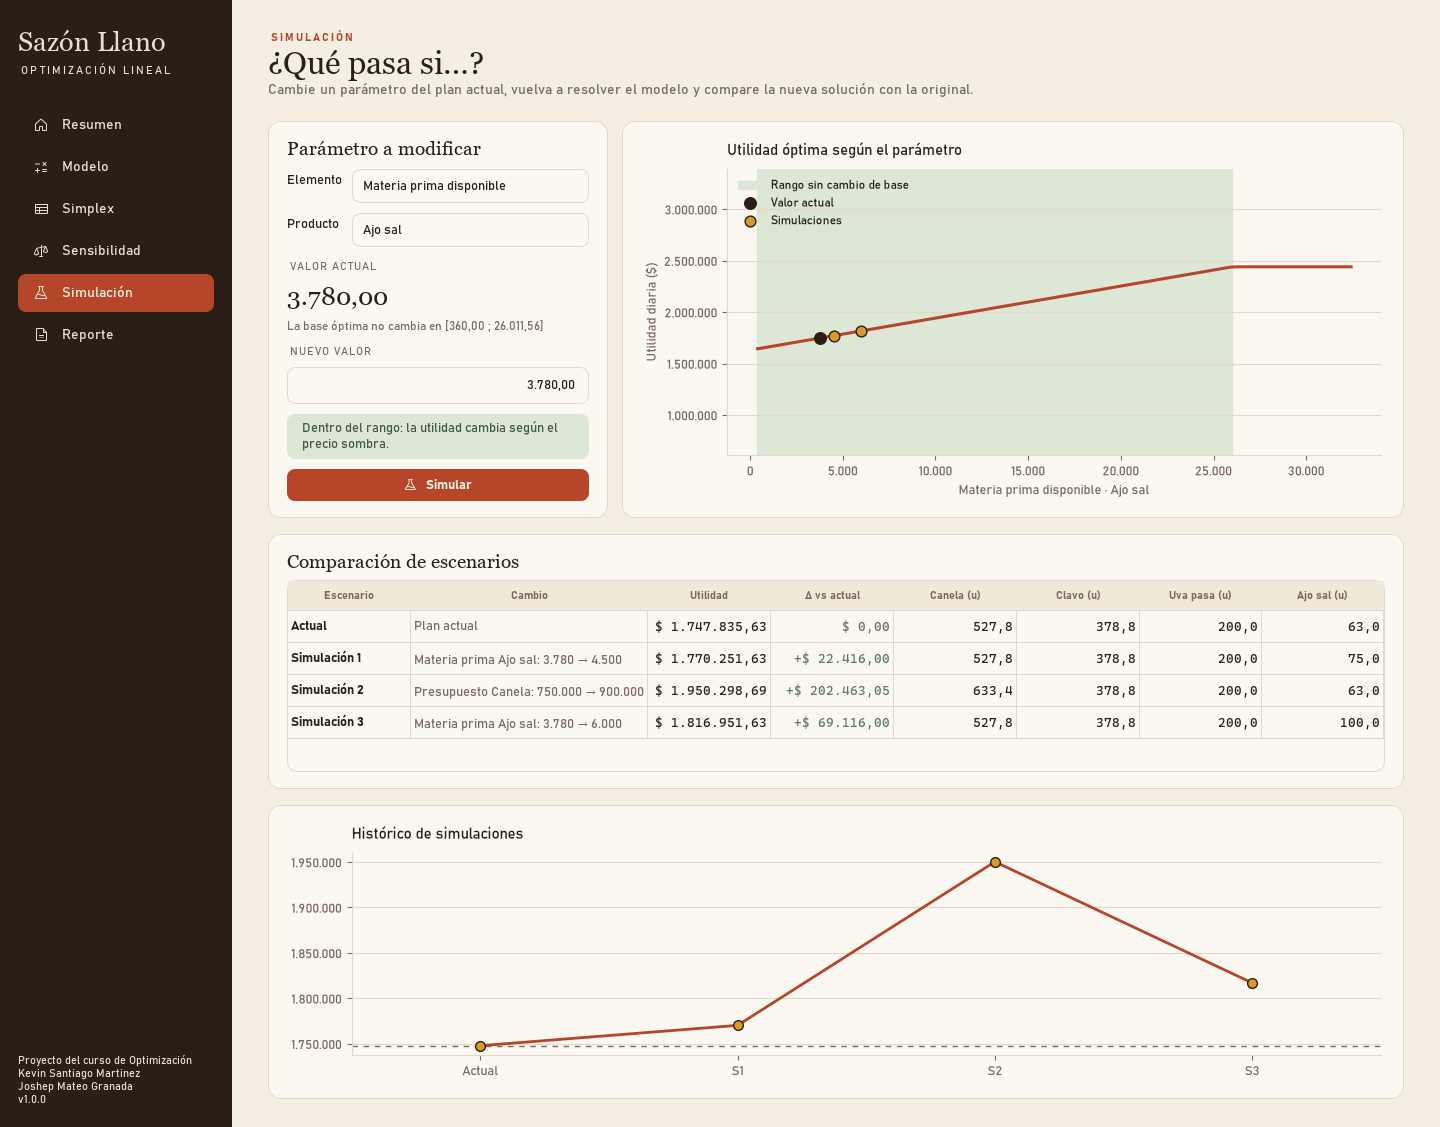 Sazón Llano
OPTIMIZACIÓN LINEAL
Resumen
Modelo
Simplex
Sensibilidad
Simulación
Reporte
Proyecto del curso de Optimización
Kevin Santiago Martinez
Joshep Mateo Granada
v1.0.0
SIMULACIÓN
¿Qué pasa si...?
Cambie un parámetro del plan actual, vuelva a resolver el modelo y compare la nueva solución con la original.
Parámetro a modificar
Elemento Materia prima disponible
Producto Ajo sal
VALOR ACTUAL
3.780,00
La base óptima no cambia en [360,00 ; 26.011,56]
NUEVO VALOR
3.780,00
Dentro del rango: la utilidad cambia según el
precio sombra.
Simular
Utilidad óptima según el parámetro
Rango sin cambio de base
Valor actual
Simulaciones
Utilidad diaria ($)
3.000.000
2.500.000
2.000.000
1.500.000
1.000.000
0 5.000 10.000 15.000 20.000 25.000 30.000
Materia prima disponible · Ajo sal
Comparación de escenarios
Escenario Cambio Utilidad Δ vs actual Canela (u) Clavo (u) Uva pasa (u) Ajo sal (u)
Actual Plan actual $ 1.747.835,63 $ 0,00 527,8 378,8 200,0 63,0
Simulación 1 Materia prima Ajo sal: 3.780 → 4.500 $ 1.770.251,63 +$ 22.416,00 527,8 378,8 200,0 75,0
Simulación 2 Presupuesto Canela: 750.000 → 900.000 $ 1.950.298,69 +$ 202.463,05 633,4 378,8 200,0 63,0
Simulación 3 Materia prima Ajo sal: 3.780 → 6.000 $ 1.816.951,63 +$ 69.116,00 527,8 378,8 200,0 100,0
Histórico de simulaciones
1.950.000
1.900.000
1.850.000
1.800.000
1.750.000
Actual S1 S2 S3